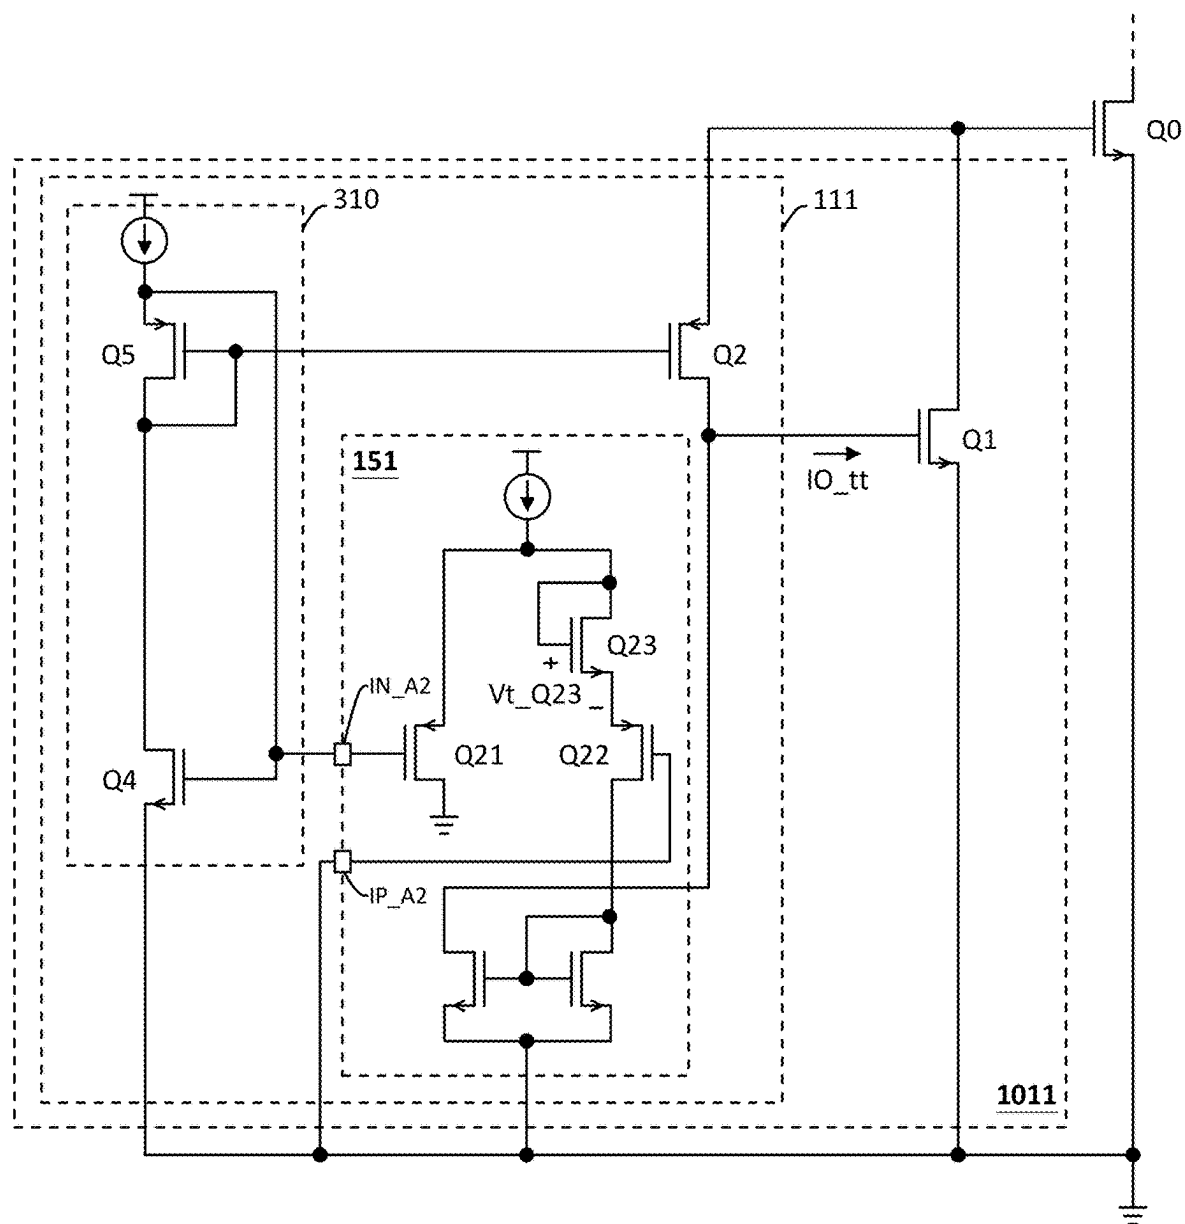 Q0
310
111
Q5
Q2
Q1
151
IO_tt
Q23
+
Vt_Q23 -
IN_A2
Q21
Q22
Q4
IP_A2
1011